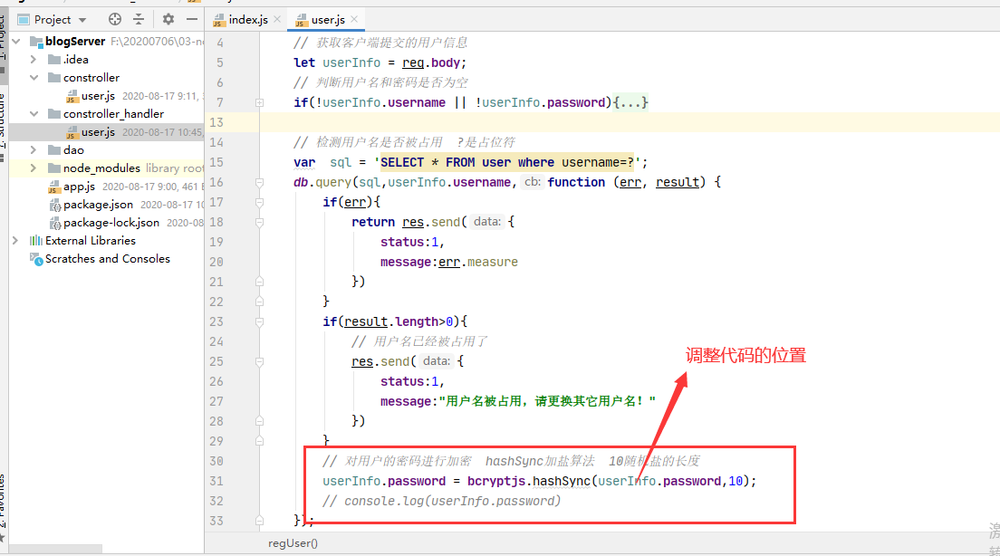 Project
index.js
user.js
blogServer F:\20200706\03-n
.idea
constroller
user.js 2020-08-17 9:11,
constroller_handler
user.js 2020-08-17 10:45,
dao
node_modules library root
app.js 2020-08-17 9:00, 461 B
package.json 2020-08-17 10
package-lock.json 2020-08
External Libraries
Scratches and Consoles
4 // 获取客户端提交的用户信息
5 let userInfo = req.body;
6 // 判断用户名和密码是否为空
7 if(!userInfo.username || !userInfo.password){...}
13
14 // 检测用户名是否被占用 ?是占位符
15 var sql = 'SELECT * FROM user where username=?';
16 db.query(sql,userInfo.username, cb: function (err, result) {
17 if(err){
18 return res.send( data: {
19 status:1,
20 message:err.measure
21 })
22 }
23 if(result.length>0){
24 // 用户名已经被占用了
25 res.send( data: {
调整代码的位置
26 status:1,
27 message:"用户名被占用，请更换其它用户名！"
28 })
29 }
30 // 对用户的密码进行加密 hashSync加盐算法 10随机盐的长度
31 userInfo.password = bcryptjs.hashSync(userInfo.password,10);
32 // console.log(userInfo.password)
33 });
regUser()